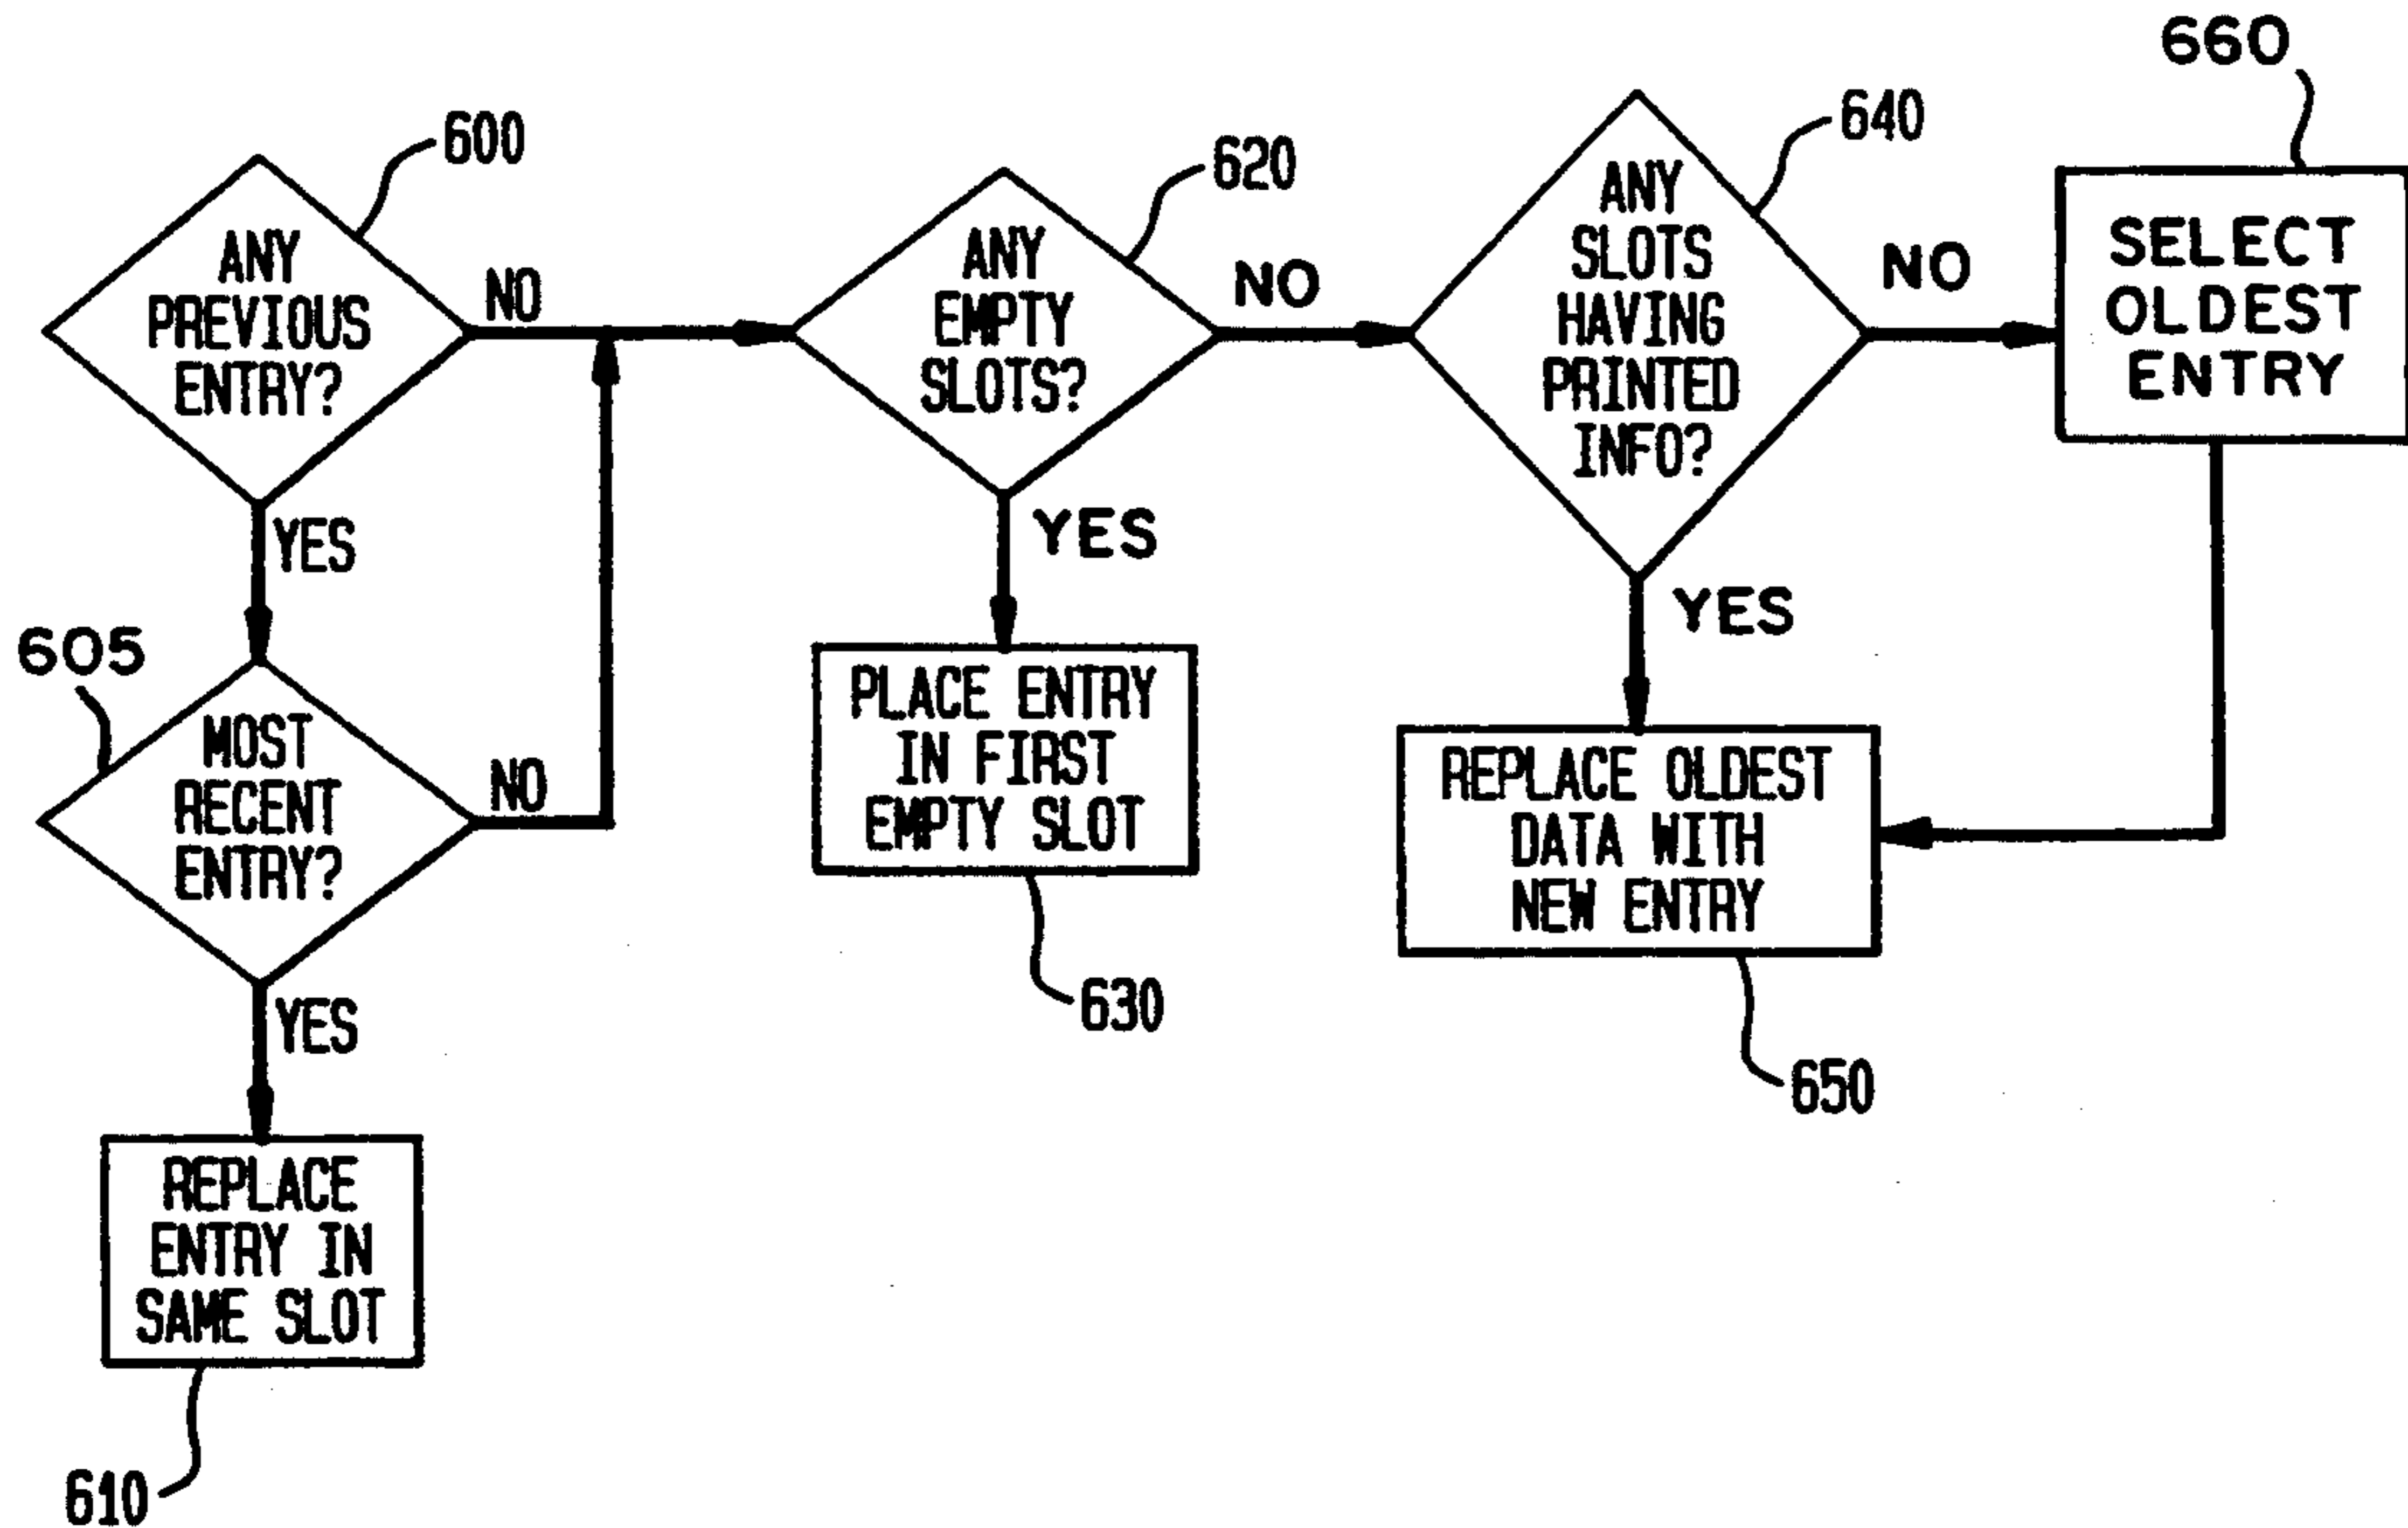 600
ANY
PREVIOUS
ENTRY?
NO
YES
605
MOST
RECENT
ENTRY?
NO
YES
REPLACE
ENTRY IN
SAME SLOT
610
620
ANY
EMPTY
SLOTS?
NO
YES
PLACE ENTRY
IN FIRST
EMPTY SLOT
630
640
ANY
SLOTS
HAVING
PRINTED
INFO?
NO
YES
REPLACE OLDEST
DATA WITH
NEW ENTRY
650
660
SELECT
OLDEST
ENTRY